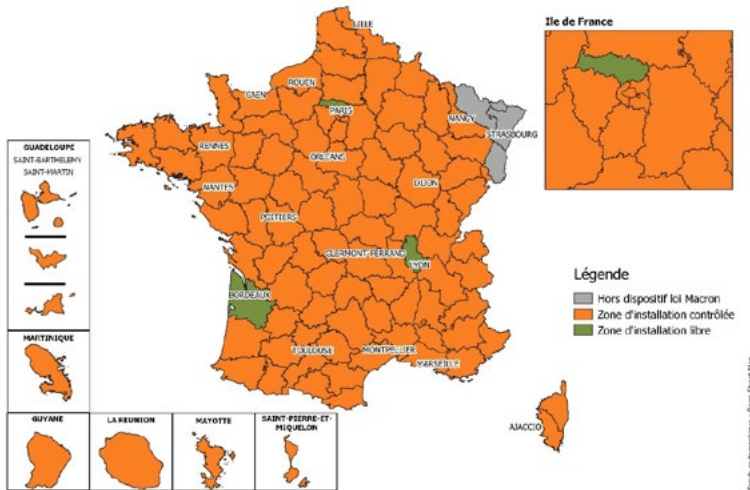 LILLE
Ile de France
ROUEN
CAEN
PARIS
NANCY
STRASBOURG
GUADELOUPE
SAINT-BARTHELEMY
SAINT-MARTIN
RENNES
ORLEANS
NANTES
DIJON
POITIERS
CLERMONT-FERRAND
LYON
Légende
Hors dispositif loi Macron
Zone d'installation contrôlée
Zone d'installation libre
BORDEAUX
MARTINIQUE
TOULOUSE
MONTPELLIER
MARSEILLE
GUYANE
LA REUNION
MAYOTTE
SAINT-PIERRE-ET-
MIQUELON
AJACCIO